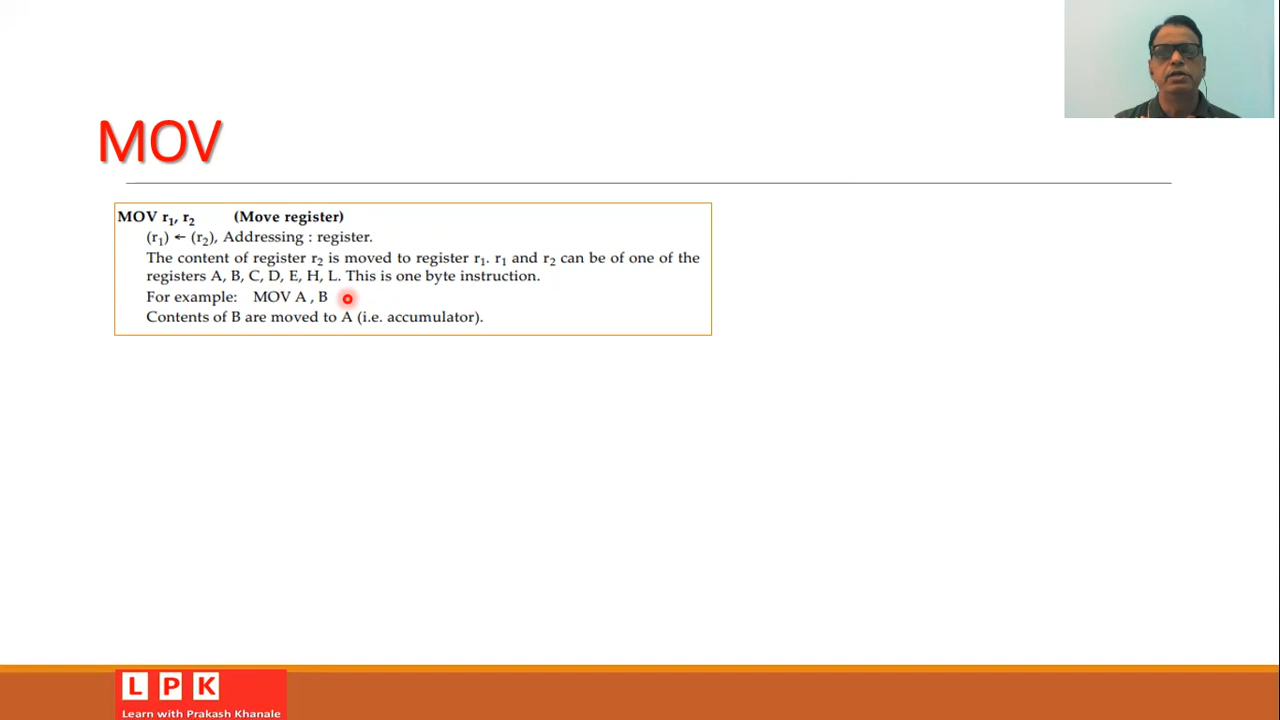 MOV
MOV r₁, r₂ (Move register)
(r₁) ← (r₂), Addressing : register.
The content of register r₂ is moved to register r₁. r₁ and r₂ can be of one of the
registers A, B, C, D, E, H, L. This is one byte instruction.
For example: MOV A , B
Contents of B are moved to A (i.e. accumulator).
L P K
Learn with Prakash Khanale